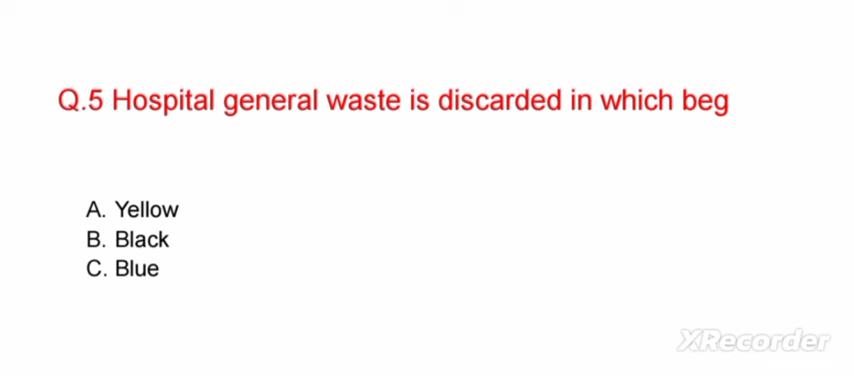 Q.5 Hospital general waste is discarded in which beg
A. Yellow
B. Black
C. Blue
XRecorder